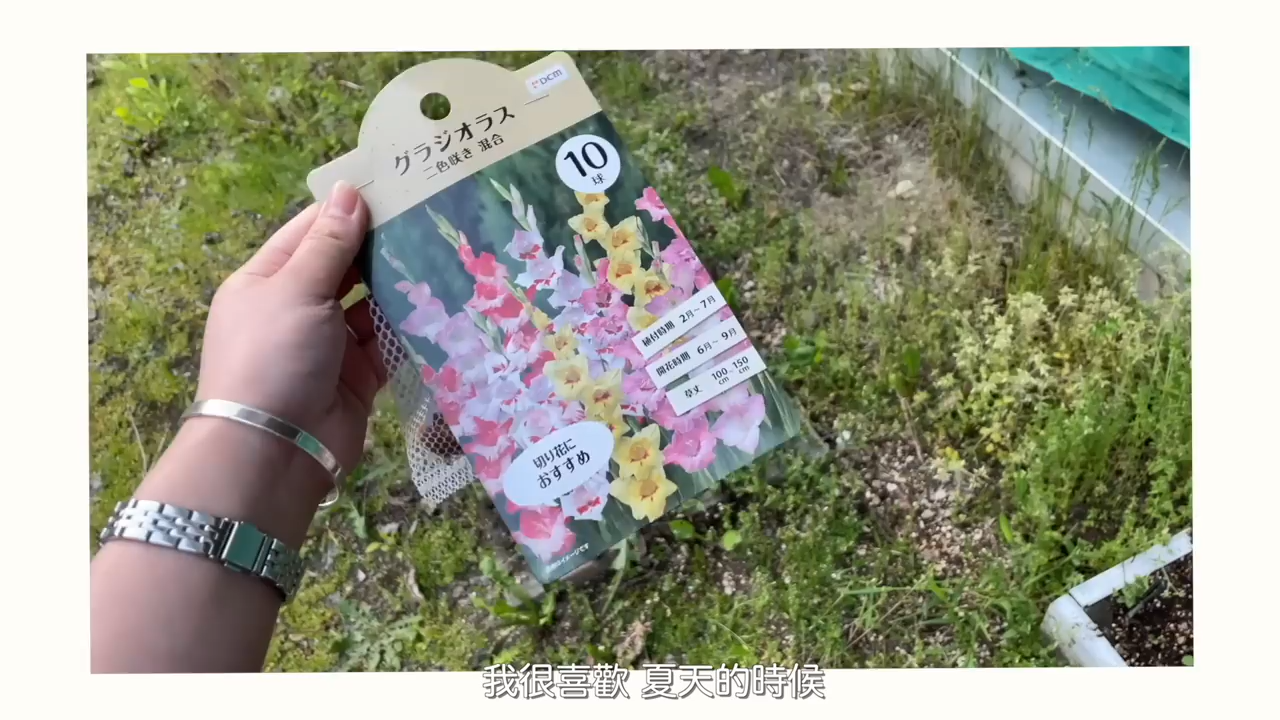 DCM
グラジオラス
二色咲き 混合
10
球
植付時期 2月~7月
開花時期 6月~9月
草丈 100cm~150cm
切り花に
おすすめ
我很喜歡 夏天的時候